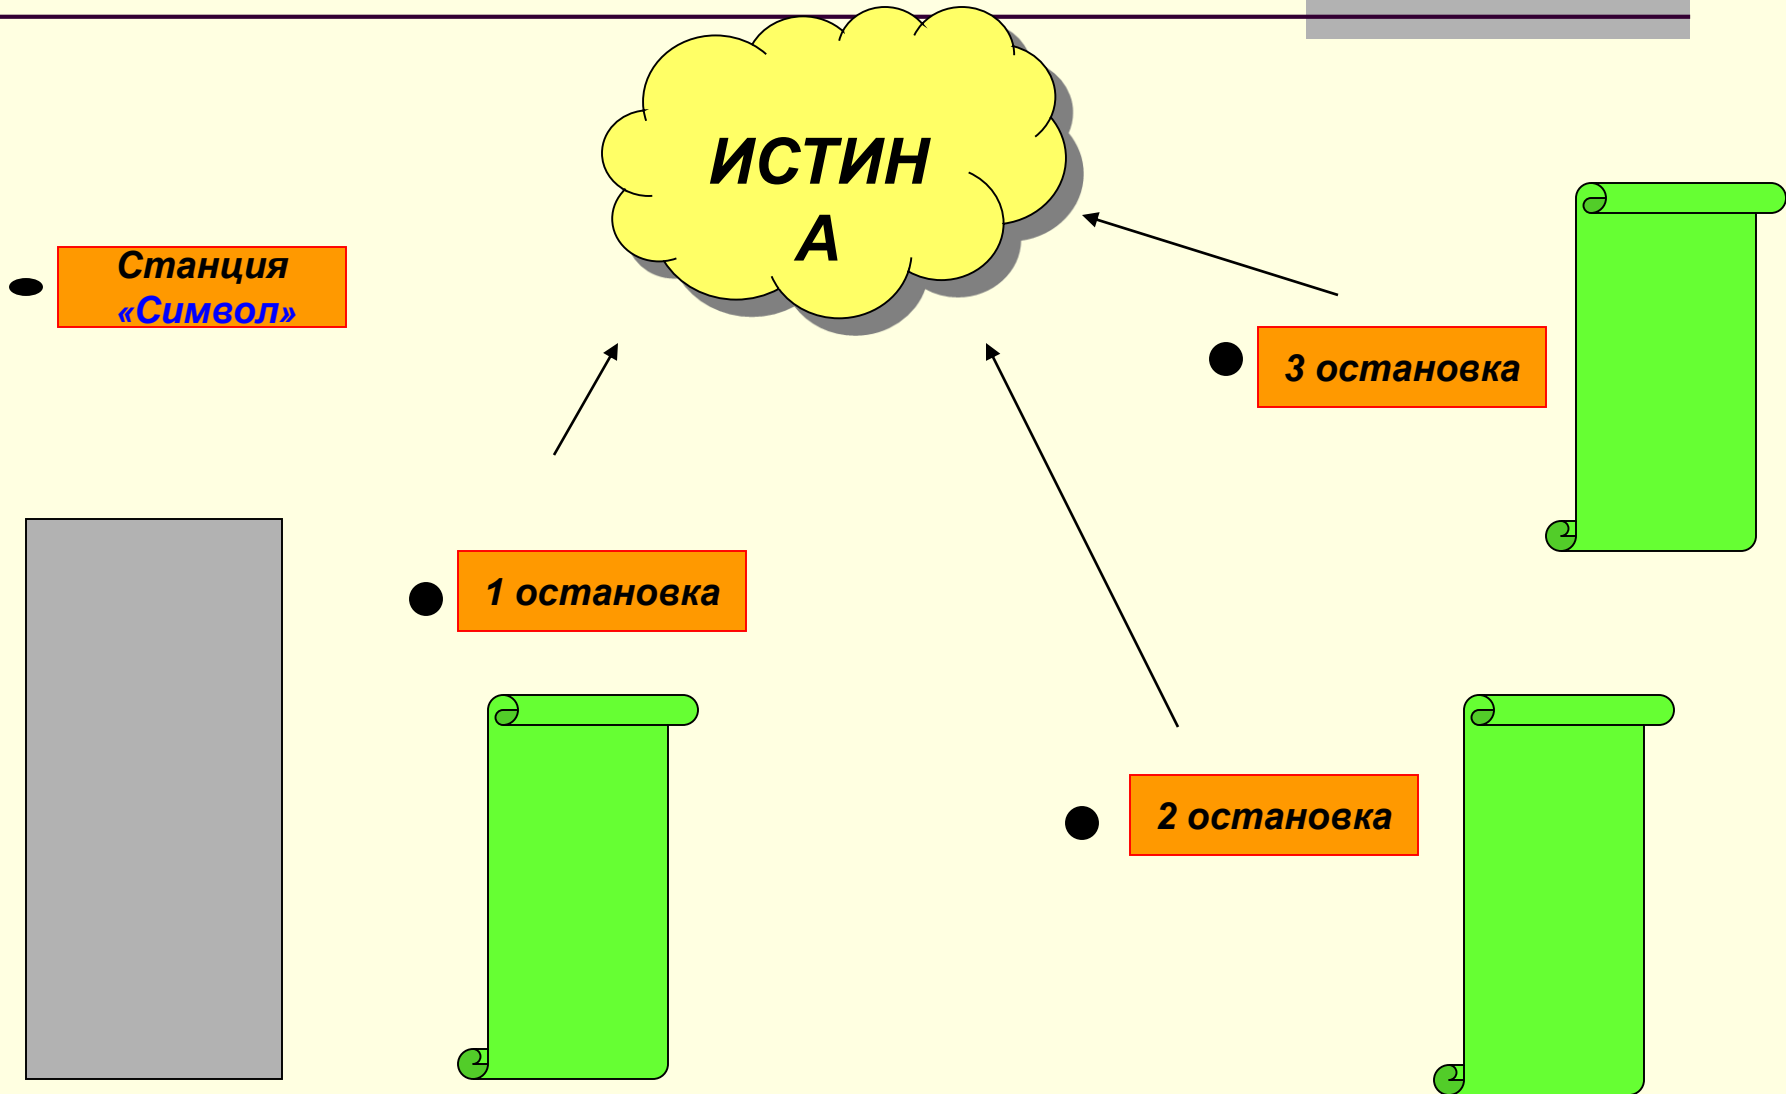 ИСТИН
А
Станция
«Символ»
3 остановка
1 остановка
2 остановка